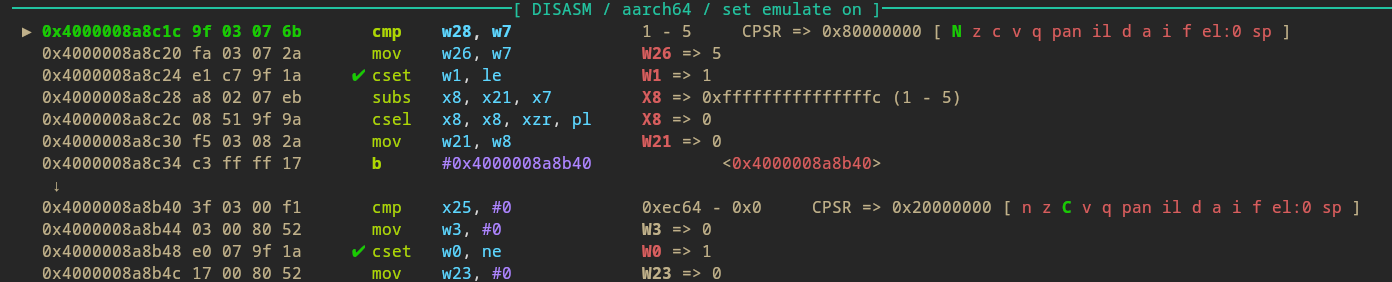 [ DISASM / aarch64 / set emulate on ]
► 0x4000008a8c1c 9f 03 07 6b cmp w28, w7 1 - 5 CPSR => 0x80000000 [ N z c v q pan il d a i f el:0 sp ]
0x4000008a8c20 fa 03 07 2a mov w26, w7 W26 => 5
0x4000008a8c24 e1 c7 9f 1a ✔ cset w1, le W1 => 1
0x4000008a8c28 a8 02 07 eb subs x8, x21, x7 X8 => 0xfffffffffffffffc (1 - 5)
0x4000008a8c2c 08 51 9f 9a csel x8, x8, xzr, pl X8 => 0
0x4000008a8c30 f5 03 08 2a mov w21, w8 W21 => 0
0x4000008a8c34 c3 ff ff 17 b #0x4000008a8b40 <0x4000008a8b40>
↓
0x4000008a8b40 3f 03 00 f1 cmp x25, #0 0xec64 - 0x0 CPSR => 0x20000000 [ n z C v q pan il d a i f el:0 sp ]
0x4000008a8b44 03 00 80 52 mov w3, #0 W3 => 0
0x4000008a8b48 e0 07 9f 1a ✔ cset w0, ne W0 => 1
0x4000008a8b4c 17 00 80 52 mov w23, #0 W23 => 0